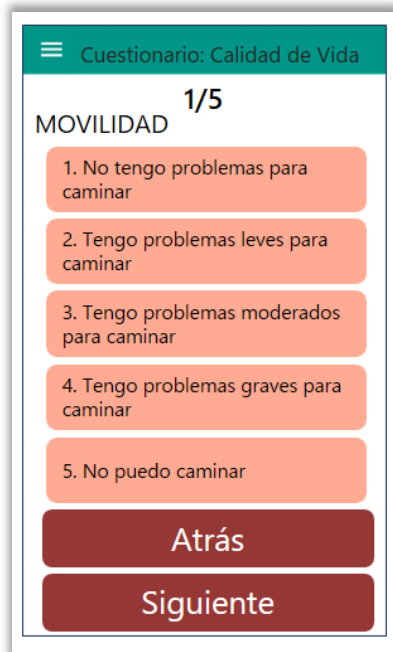 Cuestionario: Calidad de Vida
1/5
MOVILIDAD
1. No tengo problemas para
caminar
2. Tengo problemas leves para
caminar
3. Tengo problemas moderados
para caminar
4. Tengo problemas graves para
caminar
5. No puedo caminar
Atrás
Siguiente